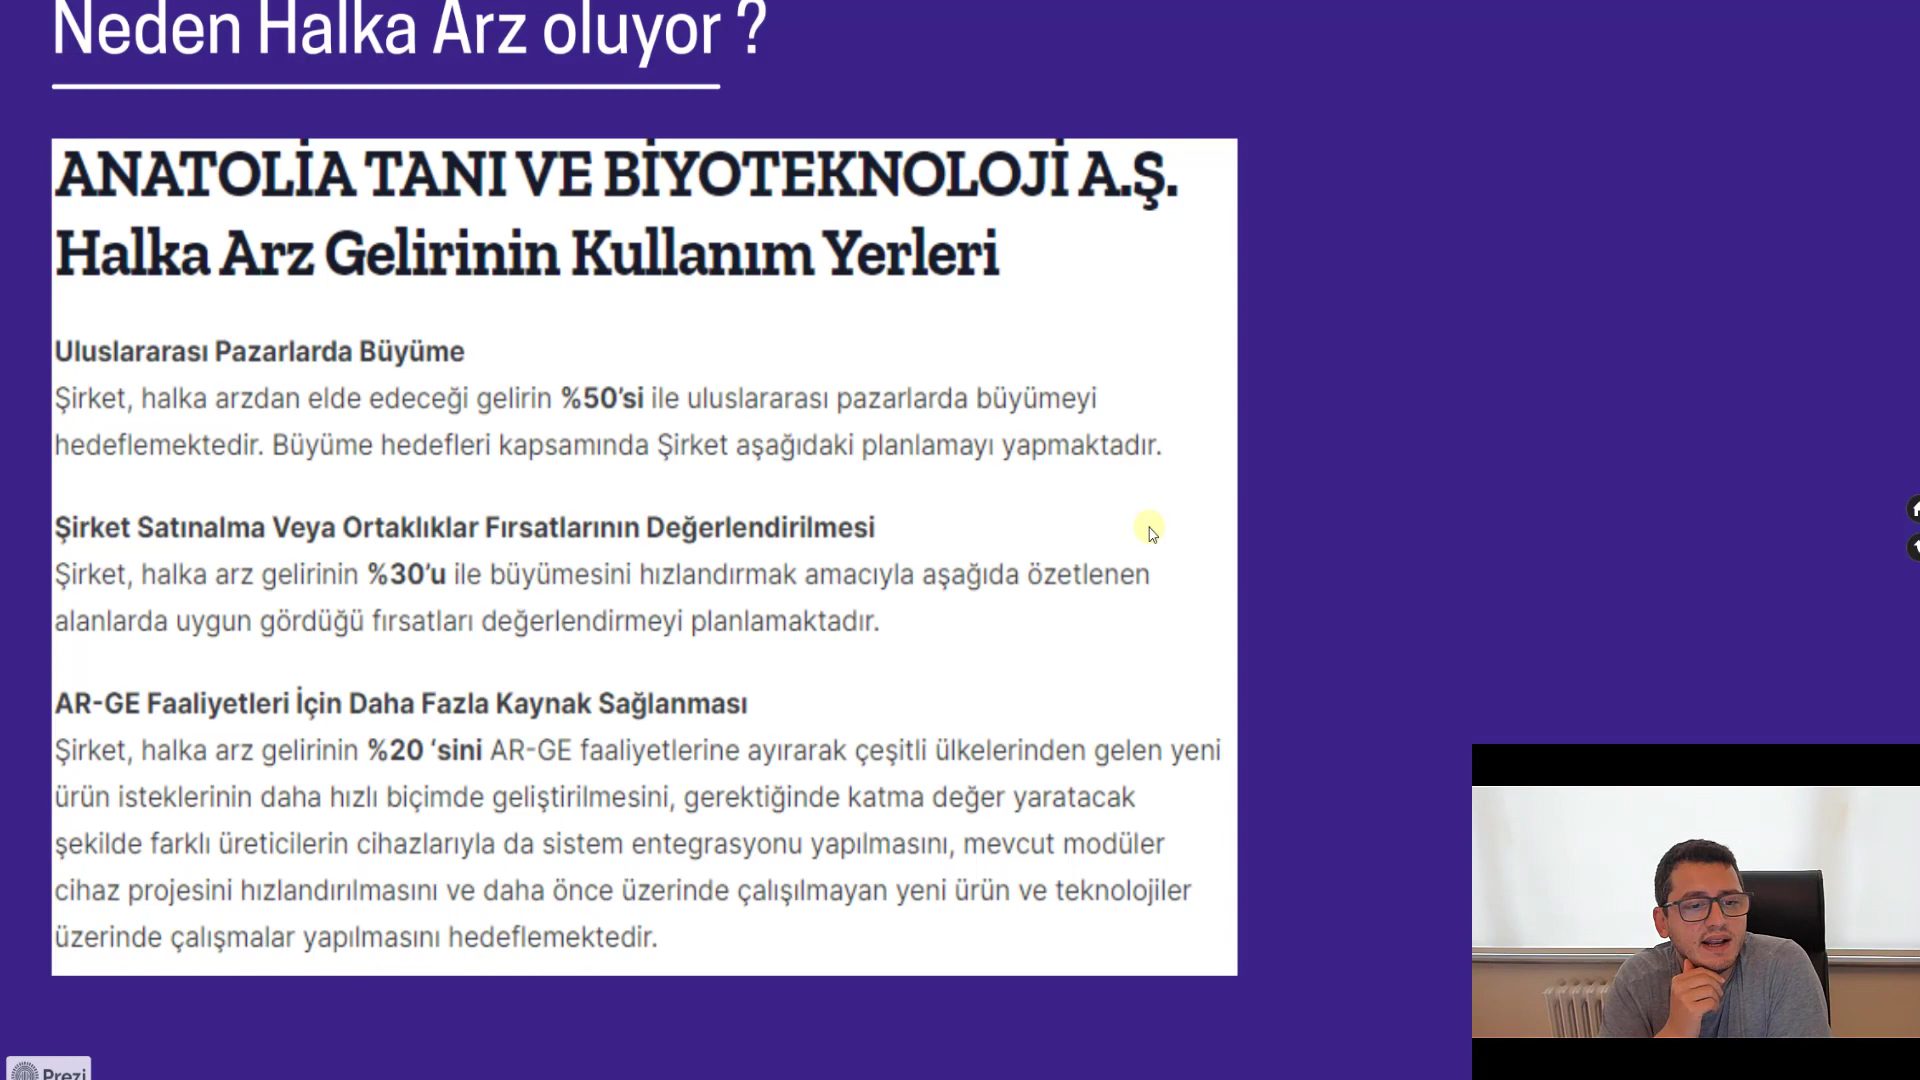 Neden Halka Arz oluyor ?
ANATOLİA TANI VE BİYOTEKNOLOJİ A.Ş.
Halka Arz Gelirinin Kullanım Yerleri
Uluslararası Pazarlarda Büyüme
Şirket, halka arzdan elde edeceği gelirin %50'si ile uluslararası pazarlarda büyümeyi
hedeflemektedir. Büyüme hedefleri kapsamında Şirket aşağıdaki planlamayı yapmaktadır.
Şirket Satınalma Veya Ortaklıklar Fırsatlarının Değerlendirilmesi
Şirket, halka arz gelirinin %30'u ile büyümesini hızlandırmak amacıyla aşağıda özetlenen
alanlarda uygun gördüğü fırsatları değerlendirmeyi planlamaktadır.
AR-GE Faaliyetleri İçin Daha Fazla Kaynak Sağlanması
Şirket, halka arz gelirinin %20 'sini AR-GE faaliyetlerine ayırarak çeşitli ülkelerinden gelen yeni
ürün isteklerinin daha hızlı biçimde geliştirilmesini, gerektiğinde katma değer yaratacak
şekilde farklı üreticilerin cihazlarıyla da sistem entegrasyonu yapılmasını, mevcut modüler
cihaz projesini hızlandırılmasını ve daha önce üzerinde çalışılmayan yeni ürün ve teknolojiler
üzerinde çalışmalar yapılmasını hedeflemektedir.
Prezi